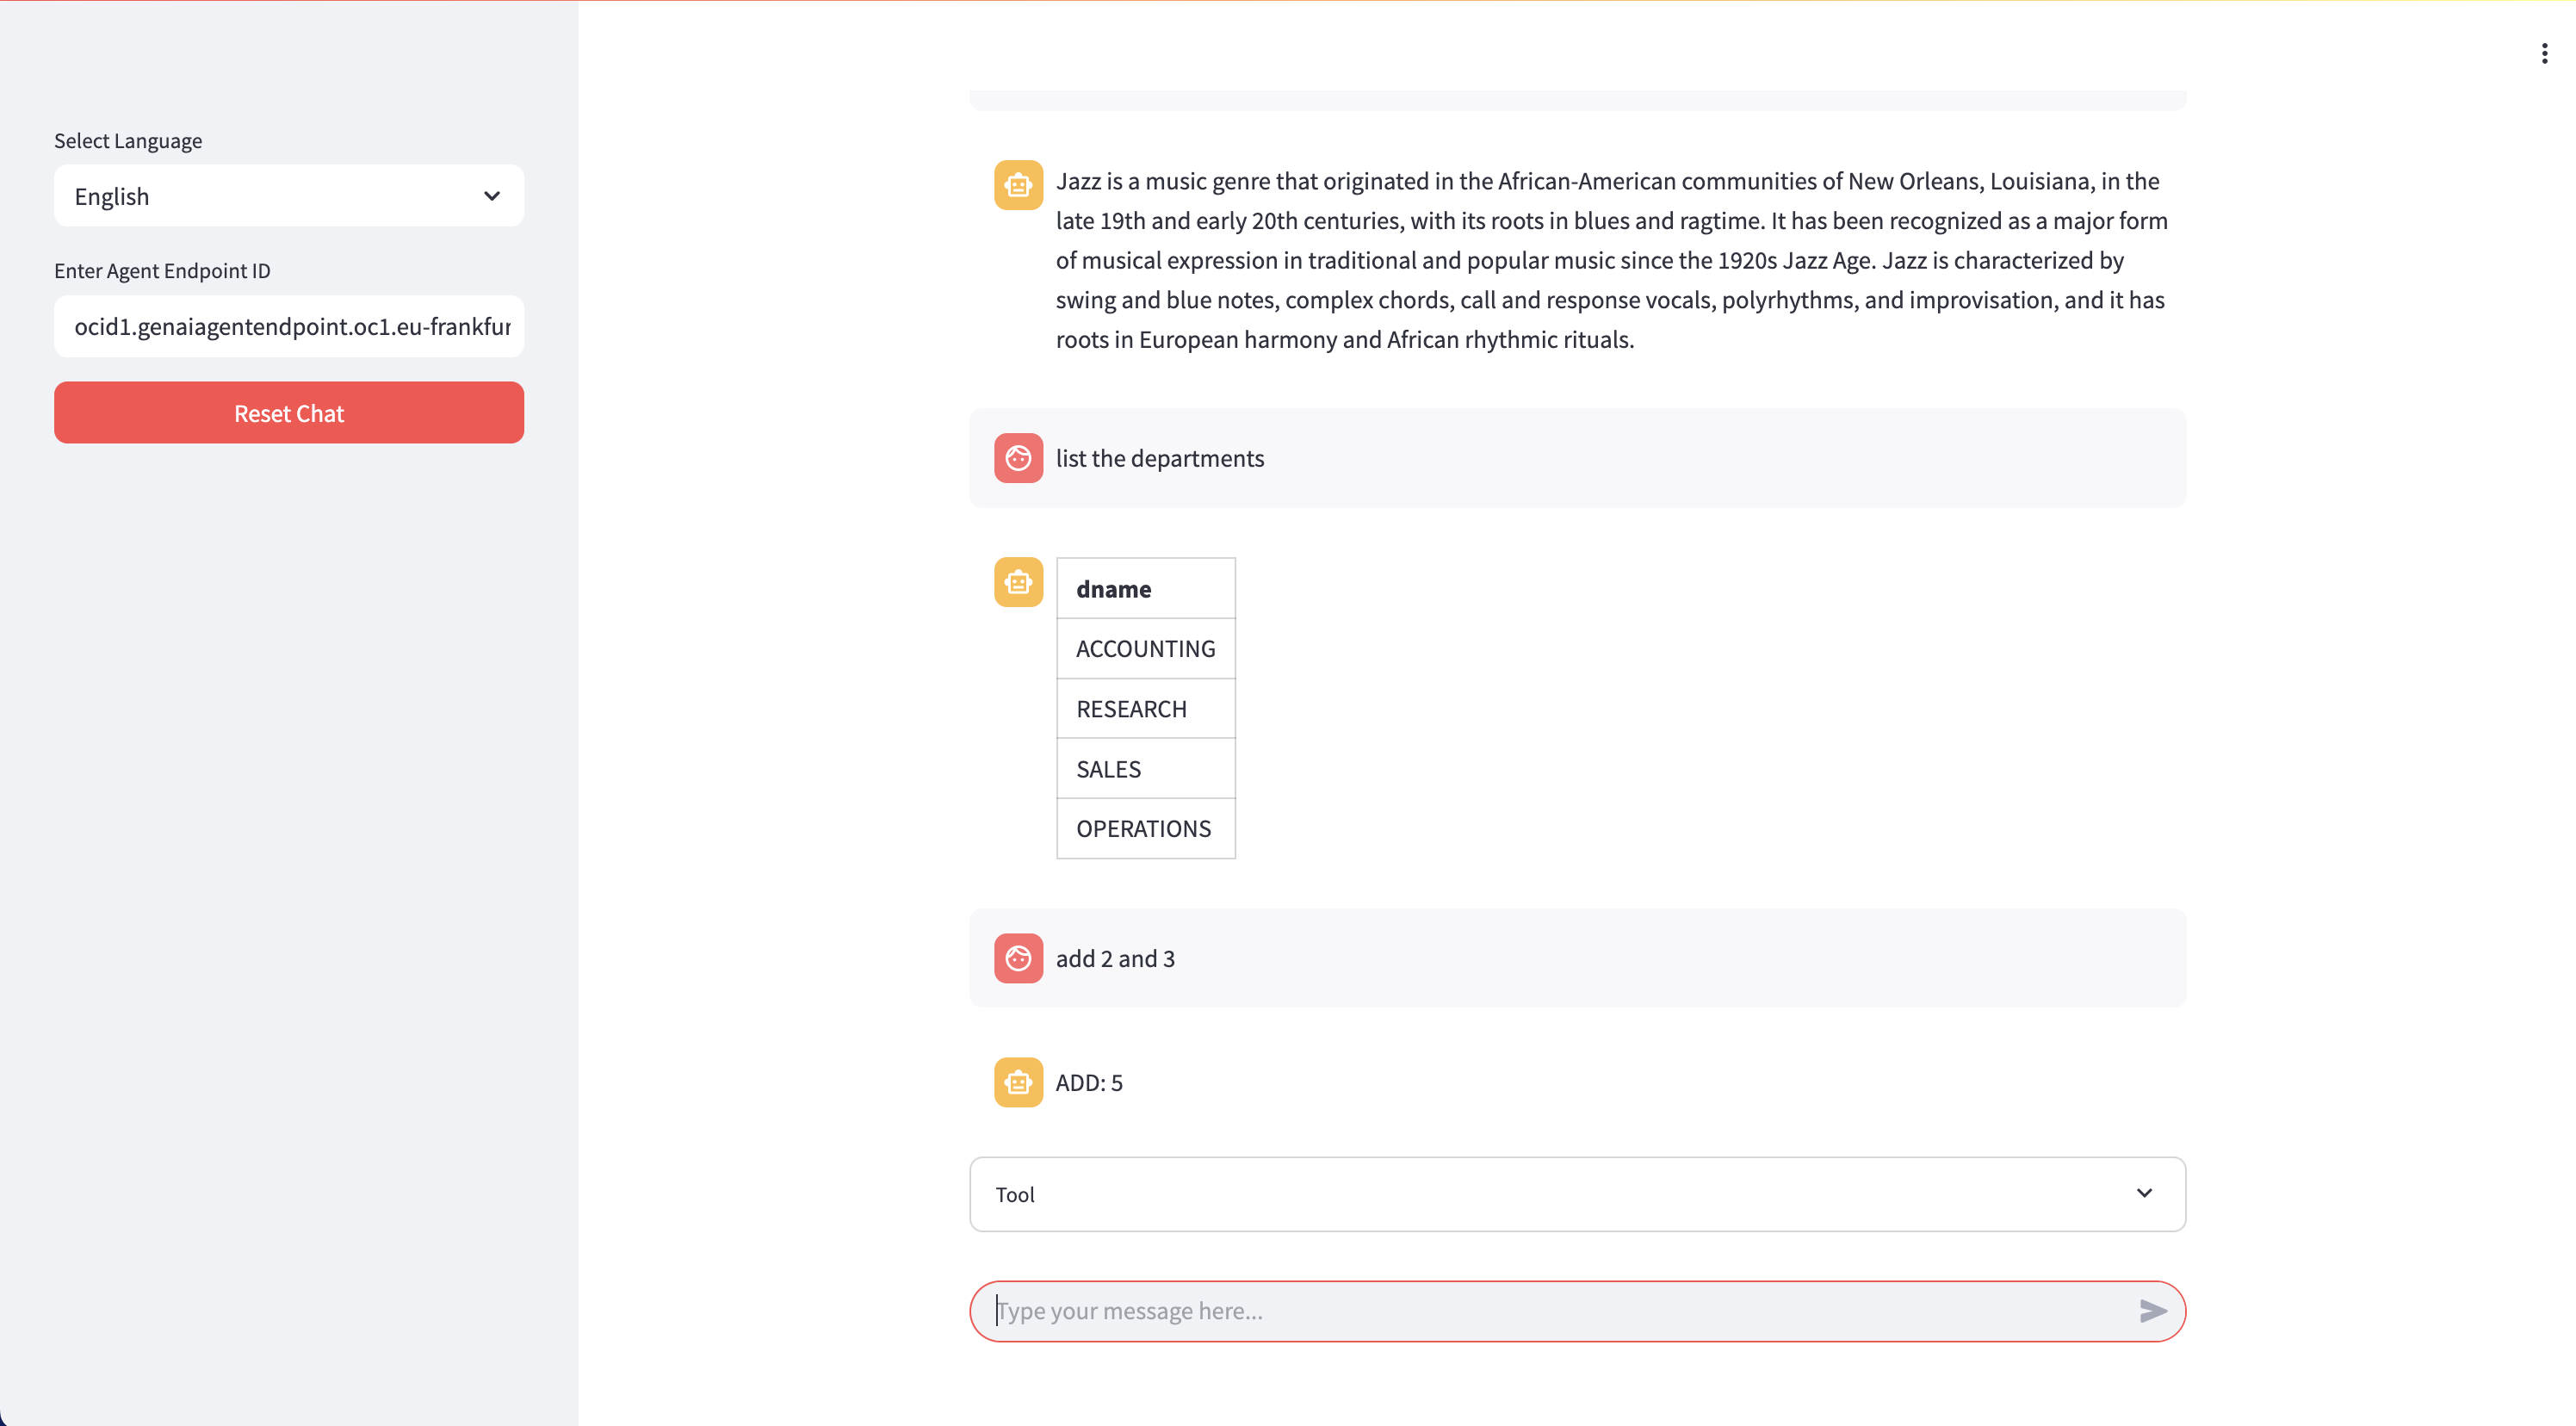 Select Language
English
Enter Agent Endpoint ID
ocid1.genaiagentendpoint.oc1.eu-frankfur
Reset Chat
Jazz is a music genre that originated in the African-American communities of New Orleans, Louisiana, in the
late 19th and early 20th centuries, with its roots in blues and ragtime. It has been recognized as a major form
of musical expression in traditional and popular music since the 1920s Jazz Age. Jazz is characterized by
swing and blue notes, complex chords, call and response vocals, polyrhythms, and improvisation, and it has
roots in European harmony and African rhythmic rituals.
list the departments
dname
ACCOUNTING
RESEARCH
SALES
OPERATIONS
add 2 and 3
ADD: 5
Tool
Type your message here...